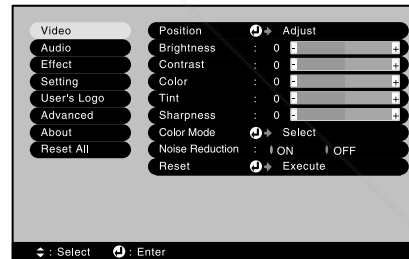 Video
Audio
Effect
Setting
User's Logo
Advanced
About
Reset All
Position Adjust
Brightness : 0 - +
Contrast : 0 - +
Color : 0 - +
Tint : 0 - +
Sharpness : 0 - +
Color Mode Select
Noise Reduction : ON OFF
Reset Execute
: Select : Enter